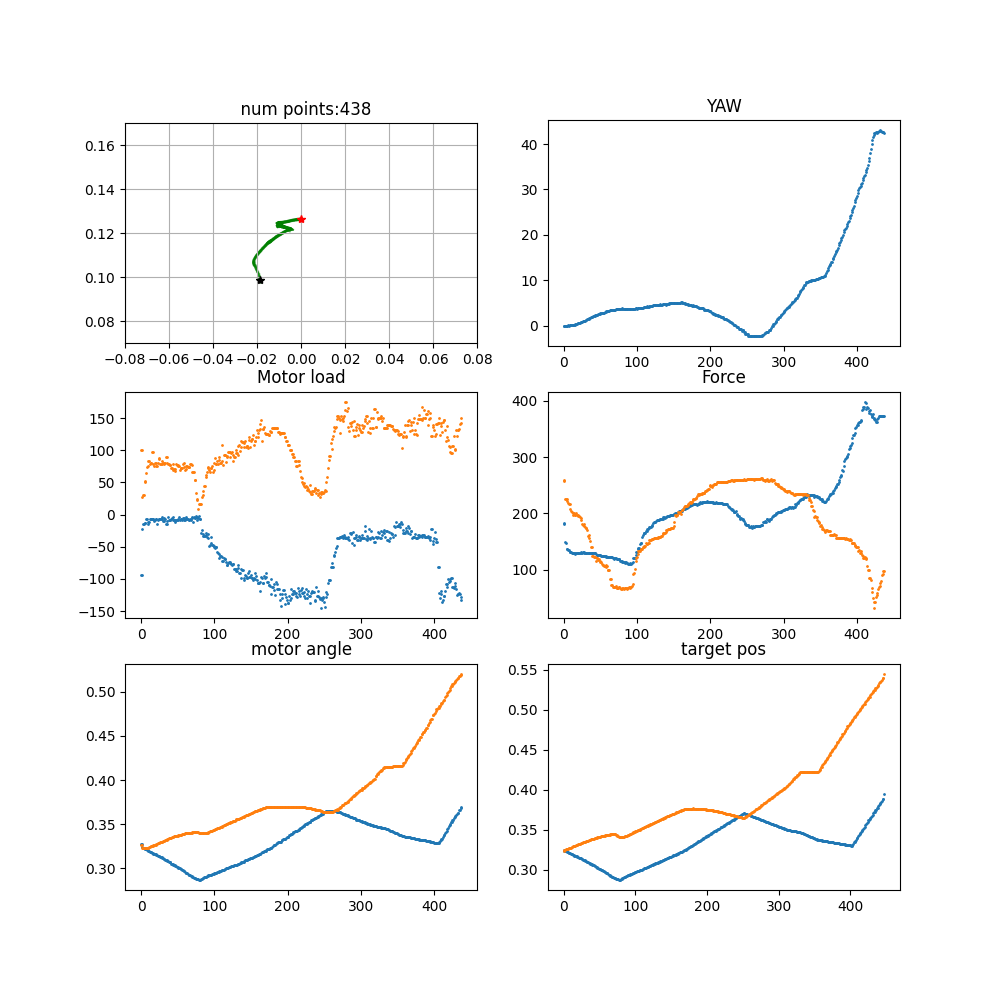 num points:438
0.16
0.14
0.12
0.10
0.08
−0.08 −0.06 −0.04 −0.02 0.00 0.02 0.04 0.06 0.08
YAW
40
30
20
10
0
0 100 200 300 400
Motor load
150
100
50
0
−50
−100
−150
0 100 200 300 400
Force
400
300
200
100
0 100 200 300 400
motor angle
0.50
0.45
0.40
0.35
0.30
0 100 200 300 400
target pos
0.55
0.50
0.45
0.40
0.35
0.30
0 100 200 300 400